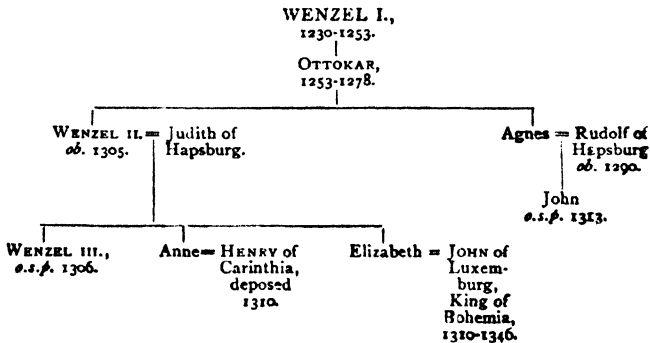 WENZEL I.,
1230-1253.
OTTOKAR,
1253-1278.
WENZEL II. = Judith of
ob. 1305. Hapsburg.
Agnes = Rudolf of
Hapsburg
ob. 1290.
John
o.s.p. 1313.
WENZEL III.,
o.s.p. 1306.
Anne = HENRY of
Carinthia,
deposed
1310.
Elizabeth = JOHN of
Luxem-
burg,
King of
Bohemia,
1310-1346.